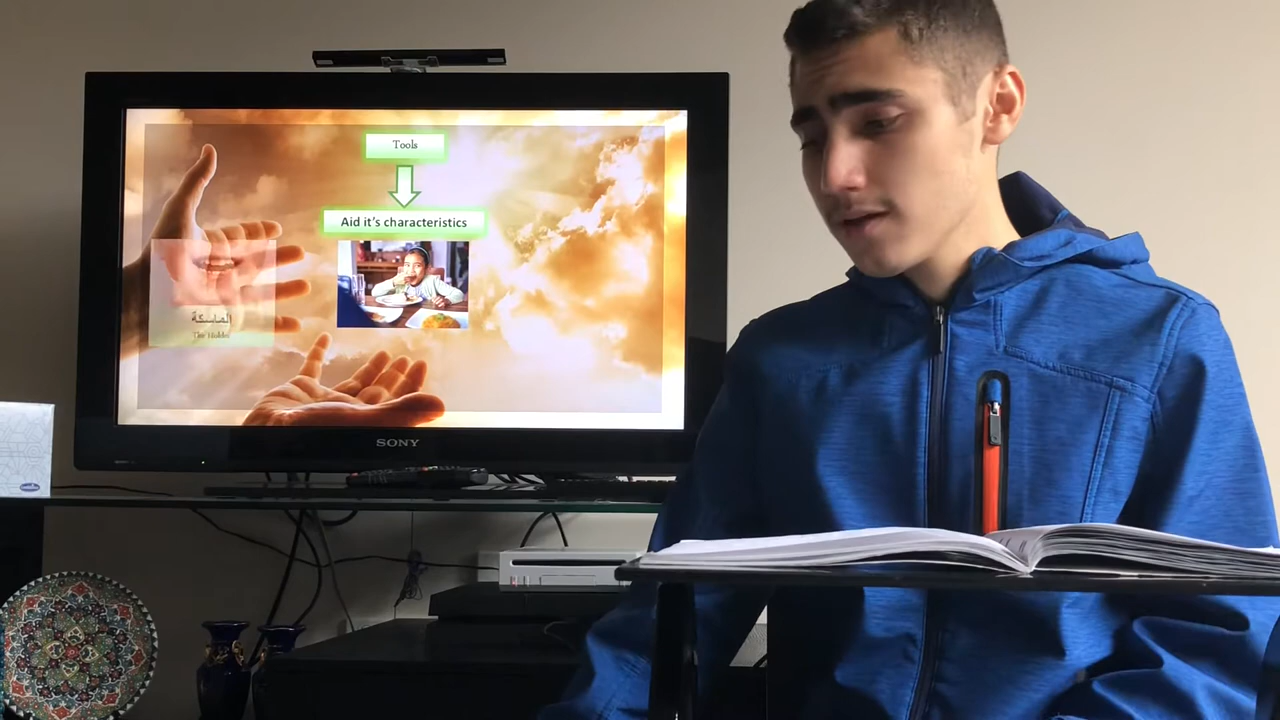 Tools
Aid it's characteristics
الماسكة
The Holder
SONY